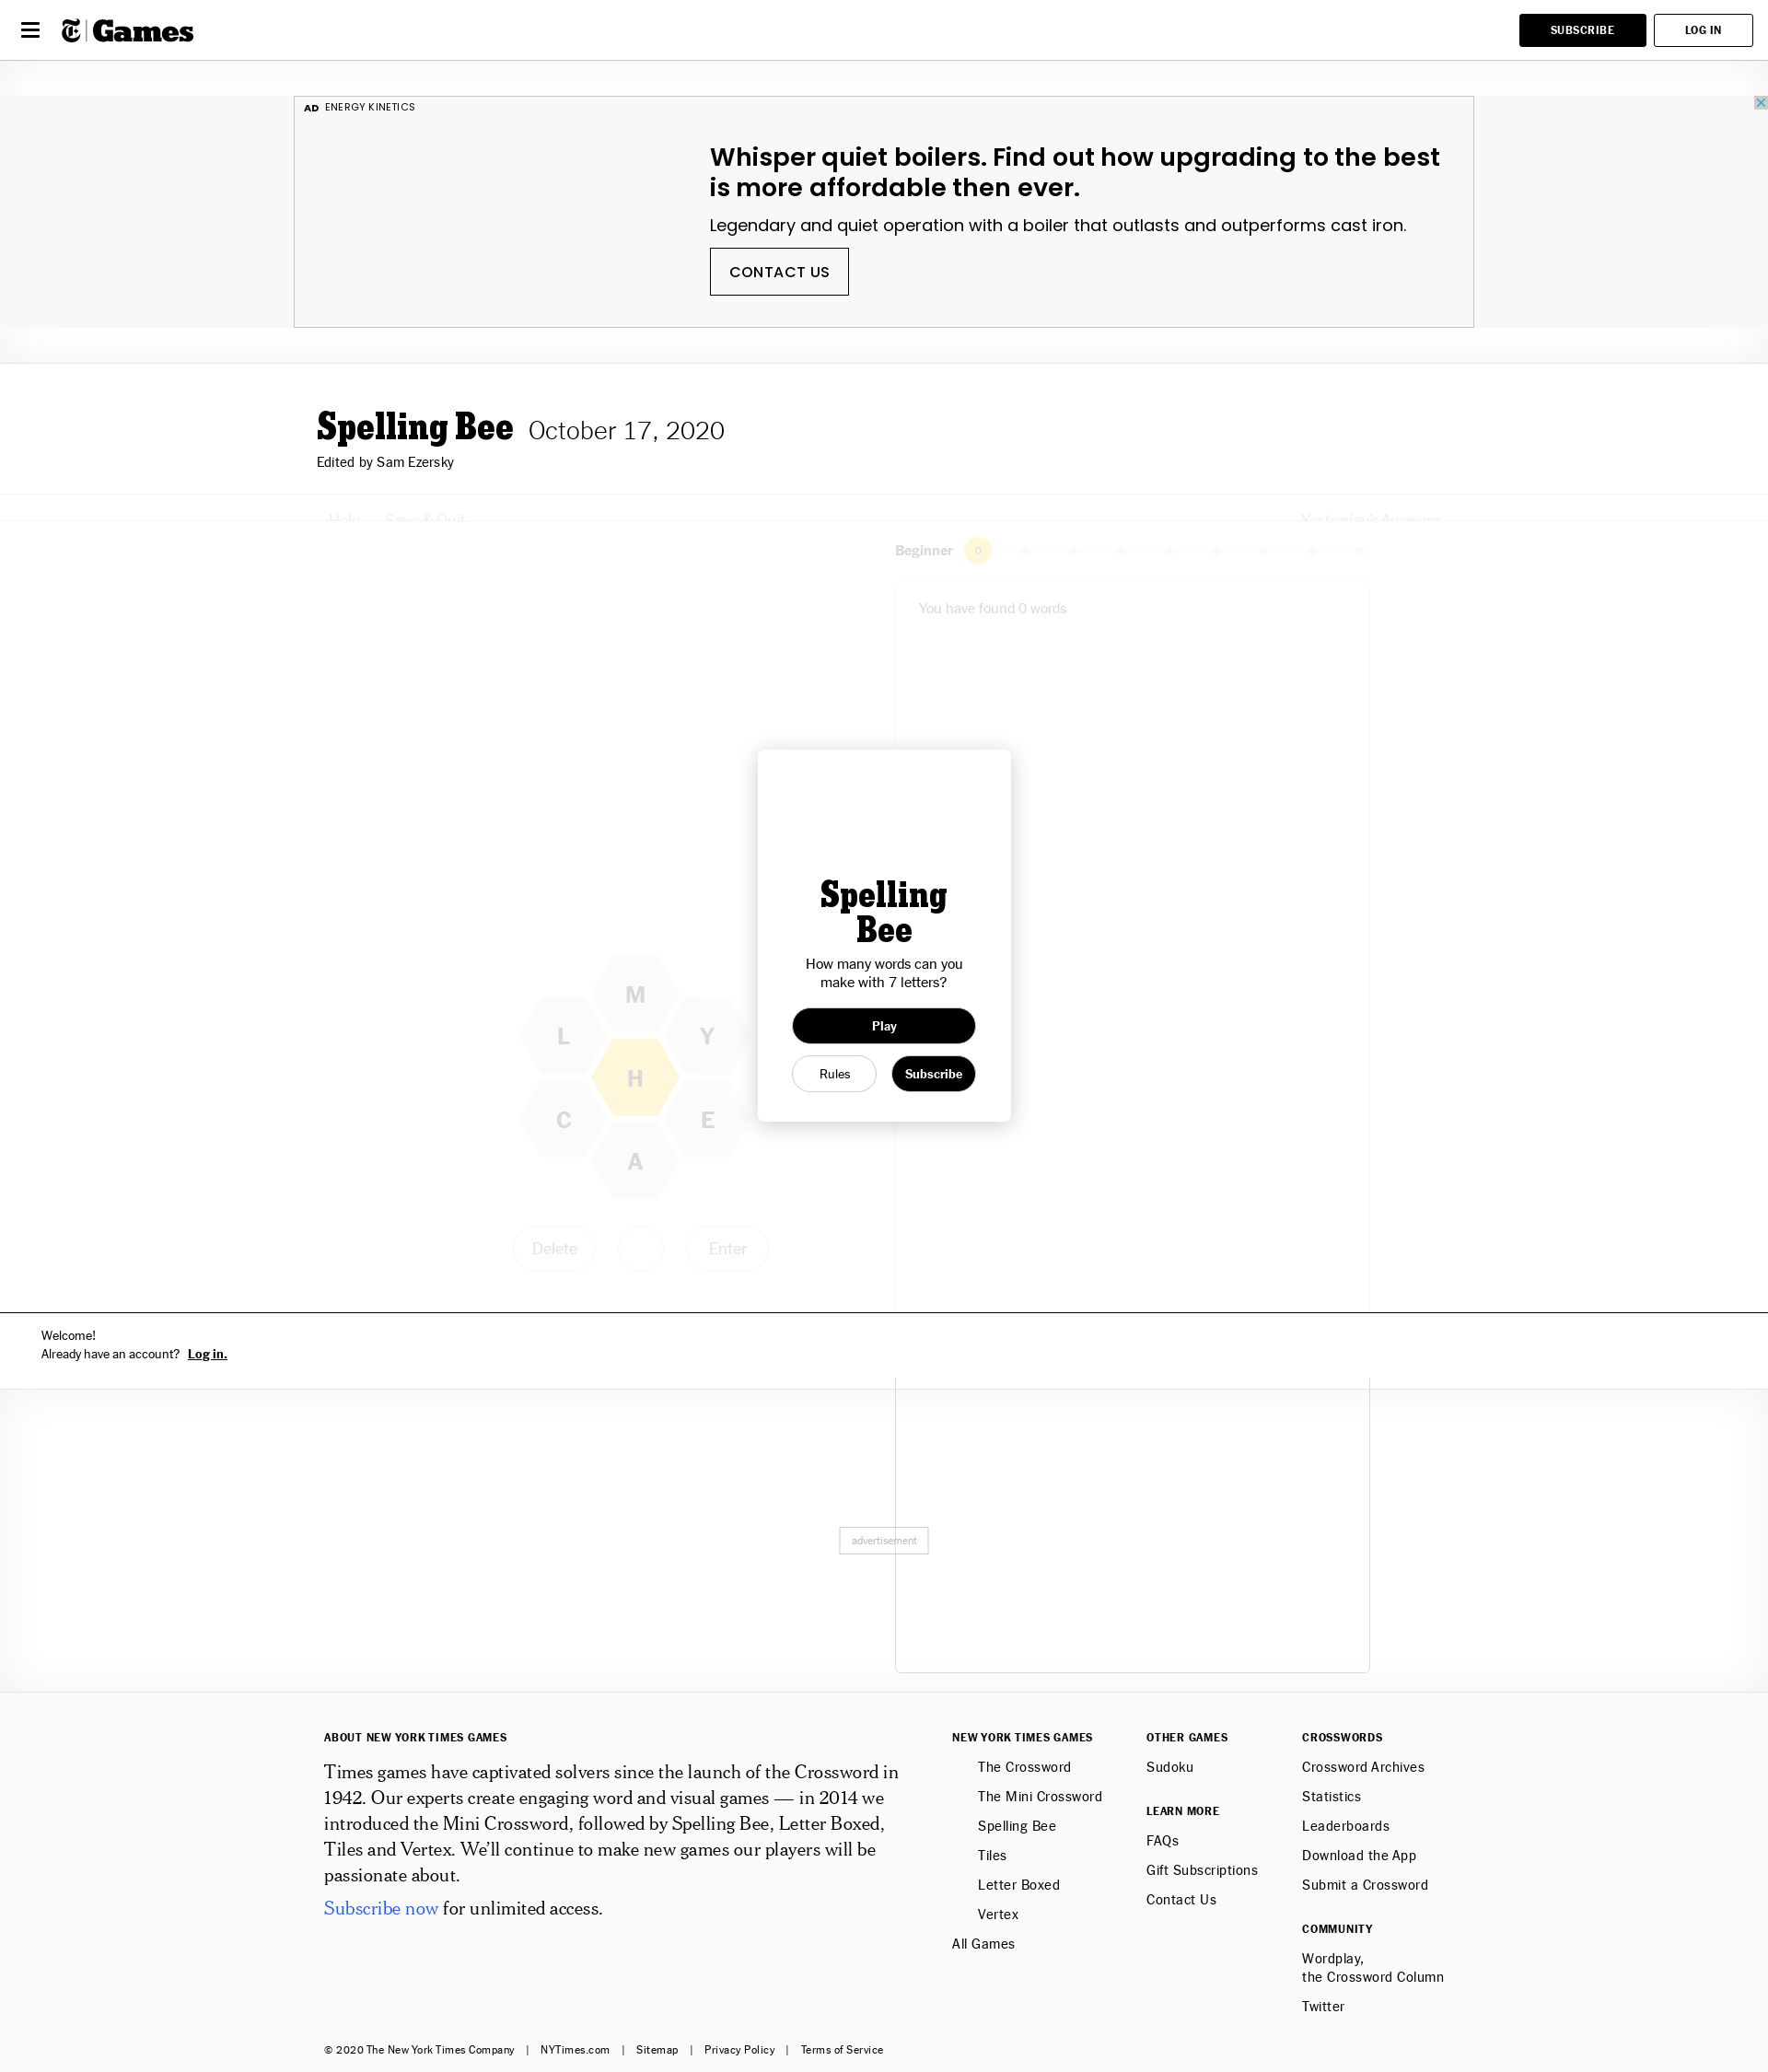 Games
SUBSCRIBE
LOG IN
AD ENERGY KINETICS
Whisper quiet boilers. Find out how upgrading to the best
is more affordable then ever.
Legendary and quiet operation with a boiler that outlasts and outperforms cast iron.
CONTACT US
Spelling Bee October 17, 2020
Edited by Sam Ezersky
Help Save & Quit Yesterday's Answers
Beginner 0
You have found 0 words
Spelling
Bee
How many words can you
make with 7 letters?
Play
Rules
Subscribe
M
L
Y
H
C
E
A
Delete
Enter
Welcome!
Already have an account? Log in.
advertisement
ABOUT NEW YORK TIMES GAMES
Times games have captivated solvers since the launch of the Crossword in
1942. Our experts create engaging word and visual games — in 2014 we
introduced the Mini Crossword, followed by Spelling Bee, Letter Boxed,
Tiles and Vertex. We’ll continue to make new games our players will be
passionate about.
Subscribe now for unlimited access.
NEW YORK TIMES GAMES
The Crossword
The Mini Crossword
Spelling Bee
Tiles
Letter Boxed
Vertex
All Games
OTHER GAMES
Sudoku
LEARN MORE
FAQs
Gift Subscriptions
Contact Us
CROSSWORDS
Crossword Archives
Statistics
Leaderboards
Download the App
Submit a Crossword
COMMUNITY
Wordplay,
the Crossword Column
Twitter
© 2020 The New York Times Company | NYTimes.com | Sitemap | Privacy Policy | Terms of Service